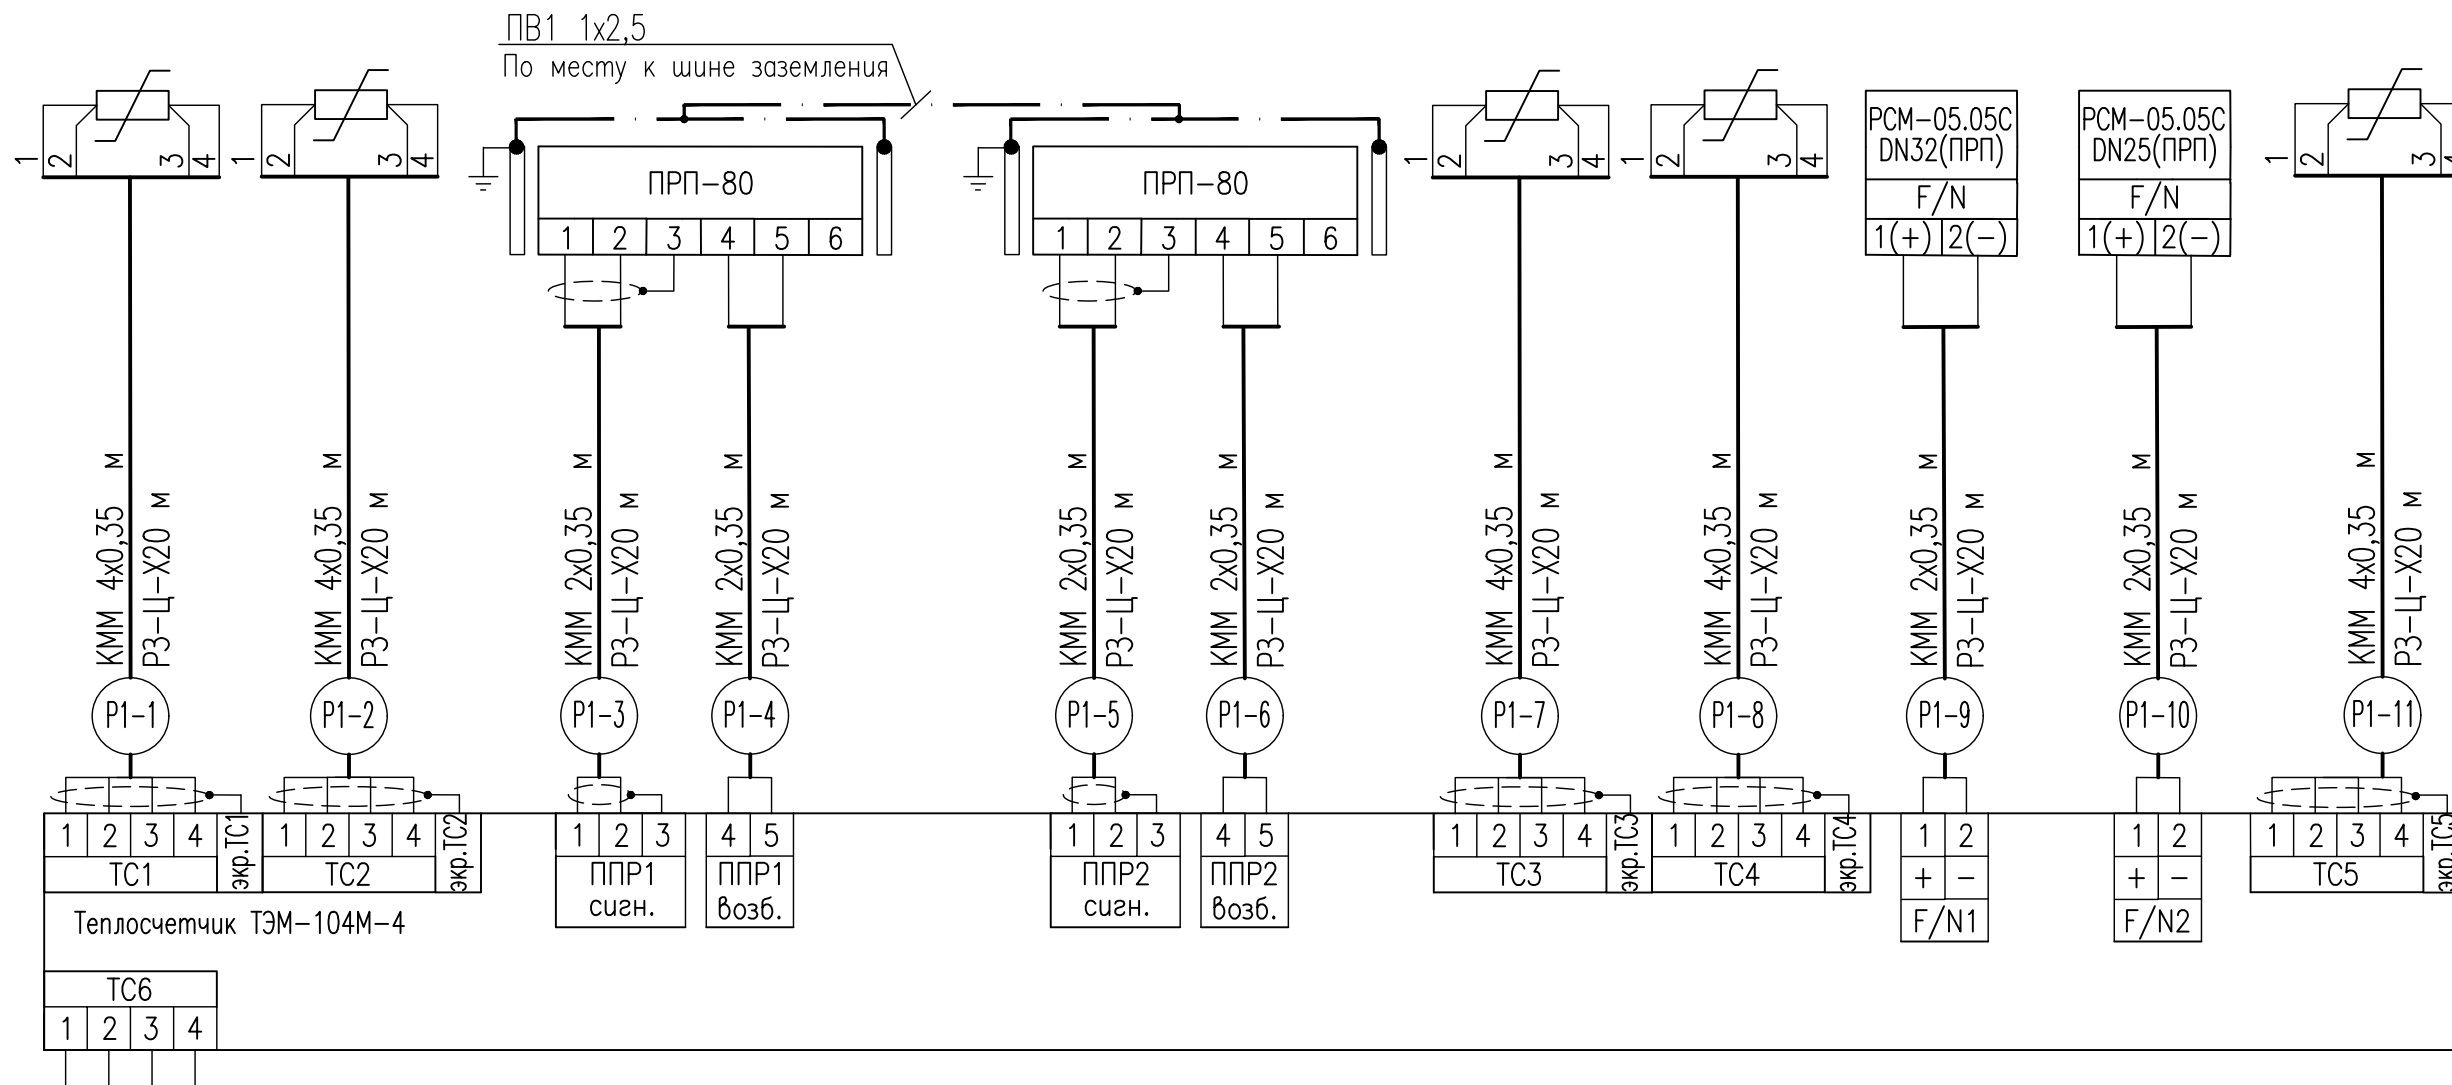 ПВ1 1х2,5
По месту к шине заземления
1 2 3 4
1 2 3 4
ПРП-80
1 2 3 4 5 6
ПРП-80
1 2 3 4 5 6
1 2 3 4
1 2 3 4
РСМ-05.05С
DN32(ПРП)
F/N
1(+) 2(-)
РСМ-05.05С
DN25(ПРП)
F/N
1(+) 2(-)
1 2 3
КММ 4х0,35 м
РЗ-Ц-Х20 м
КММ 4х0,35 м
РЗ-Ц-Х20 м
КММ 2х0,35 м
РЗ-Ц-Х20 м
КММ 2х0,35 м
РЗ-Ц-Х20 м
КММ 2х0,35 м
РЗ-Ц-Х20 м
КММ 2х0,35 м
РЗ-Ц-Х20 м
КММ 4х0,35 м
РЗ-Ц-Х20 м
КММ 4х0,35 м
РЗ-Ц-Х20 м
КММ 2х0,35 м
РЗ-Ц-Х20 м
КММ 2х0,35 м
РЗ-Ц-Х20 м
КММ 4х0,35 м
РЗ-Ц-Х20 м
Р1-1
Р1-2
Р1-3
Р1-4
Р1-5
Р1-6
Р1-7
Р1-8
Р1-9
Р1-10
Р1-11
1 2 3 4
ТС1
экр.ТС1
1 2 3 4
ТС2
экр.ТС2
1 2 3
ППР1
сигн.
4 5
ППР1
возб.
1 2 3
ППР2
сигн.
4 5
ППР2
возб.
1 2 3 4
ТС3
экр.ТС3
1 2 3 4
ТС4
экр.ТС4
1 2
+ -
F/N1
1 2
+ -
F/N2
1 2 3 4
ТС5
экр.ТС5
Теплосчетчик ТЭМ-104М-4
ТС6
1 2 3 4